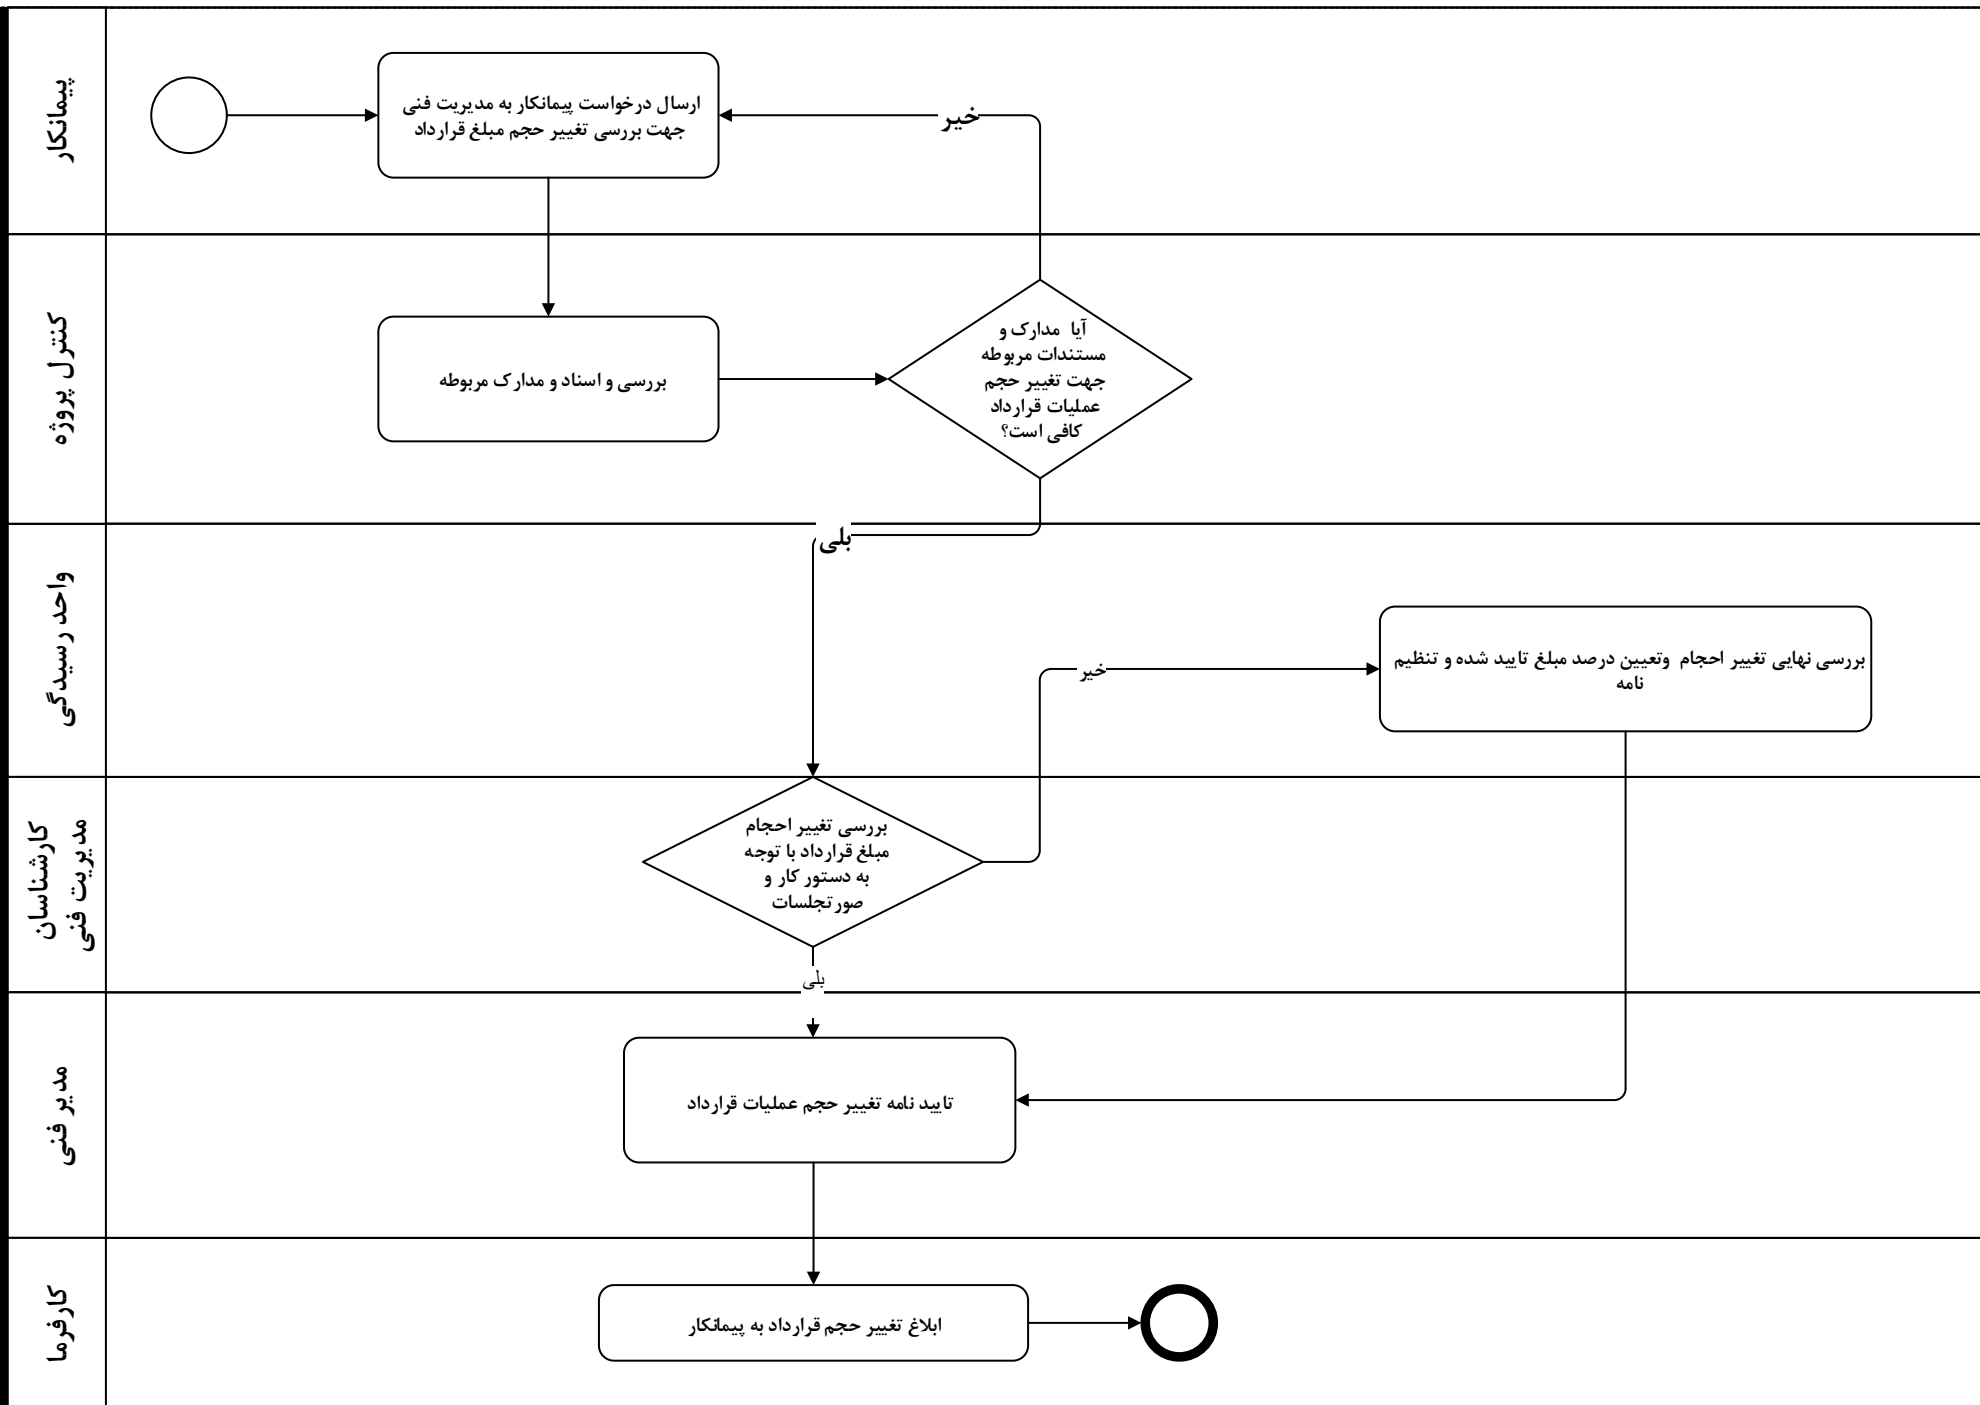 پیمانکار
ارسال درخواست پیمانکار به مدیریت فنی
جهت بررسی تغییر حجم مبلغ قرارداد
خیر
کنترل پروژه
بررسی و اسناد و مدارک مربوطه
آیا مدارک و
مستندات مربوطه
جهت تغییر حجم
عملیات قرارداد
کافی است؟
بلی
واحد رسیدگی
خیر
بررسی نهایی تغییر احجام وتعیین درصد مبلغ تایید شده و تنظیم
نامه
کارشناسان
مدیریت فنی
بررسی تغییر احجام
مبلغ قرارداد با توجه
به دستور کار و
صورتجلسات
بلی
مدیر فنی
تایید نامه تغییر حجم عملیات قرارداد
کارفرما
ابلاغ تغییر حجم قرارداد به پیمانکار